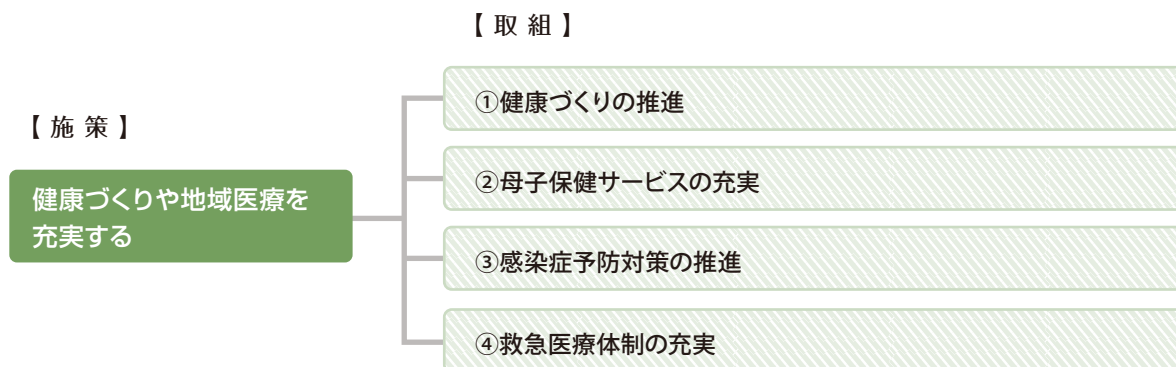 【取組】
【施策】
健康づくりや地域医療を
充実する
①健康づくりの推進
②母子保健サービスの充実
③感染症予防対策の推進
④救急医療体制の充実